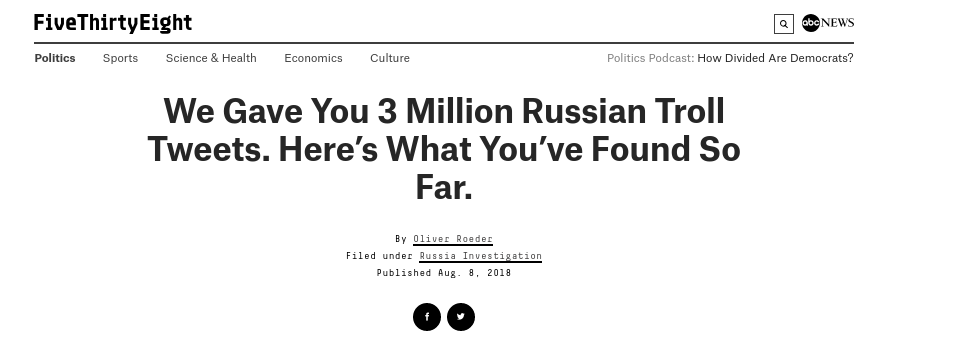 FiveThirtyEight
abc NEWS
Politics Sports Science & Health Economics Culture Politics Podcast: How Divided Are Democrats?
We Gave You 3 Million Russian Troll
Tweets. Here’s What You’ve Found So
Far.
By Oliver Roeder
Filed under Russia Investigation
Published Aug. 8, 2018